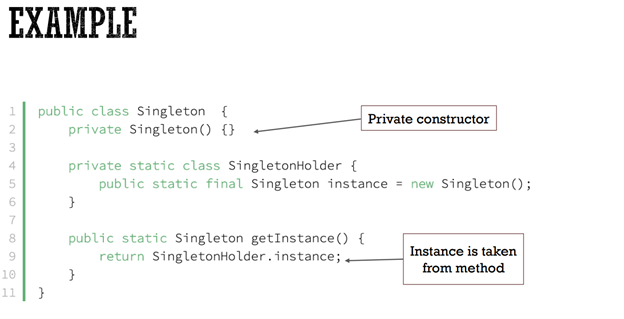 EXAMPLE
1 public class Singleton {
2 private Singleton() {}
Private constructor
3
4 private static class SingletonHolder {
5 public static final Singleton instance = new Singleton();
6 }
7
8 public static Singleton getInstance() {
9 return SingletonHolder.instance;
Instance is taken
from method
10 }
11 }